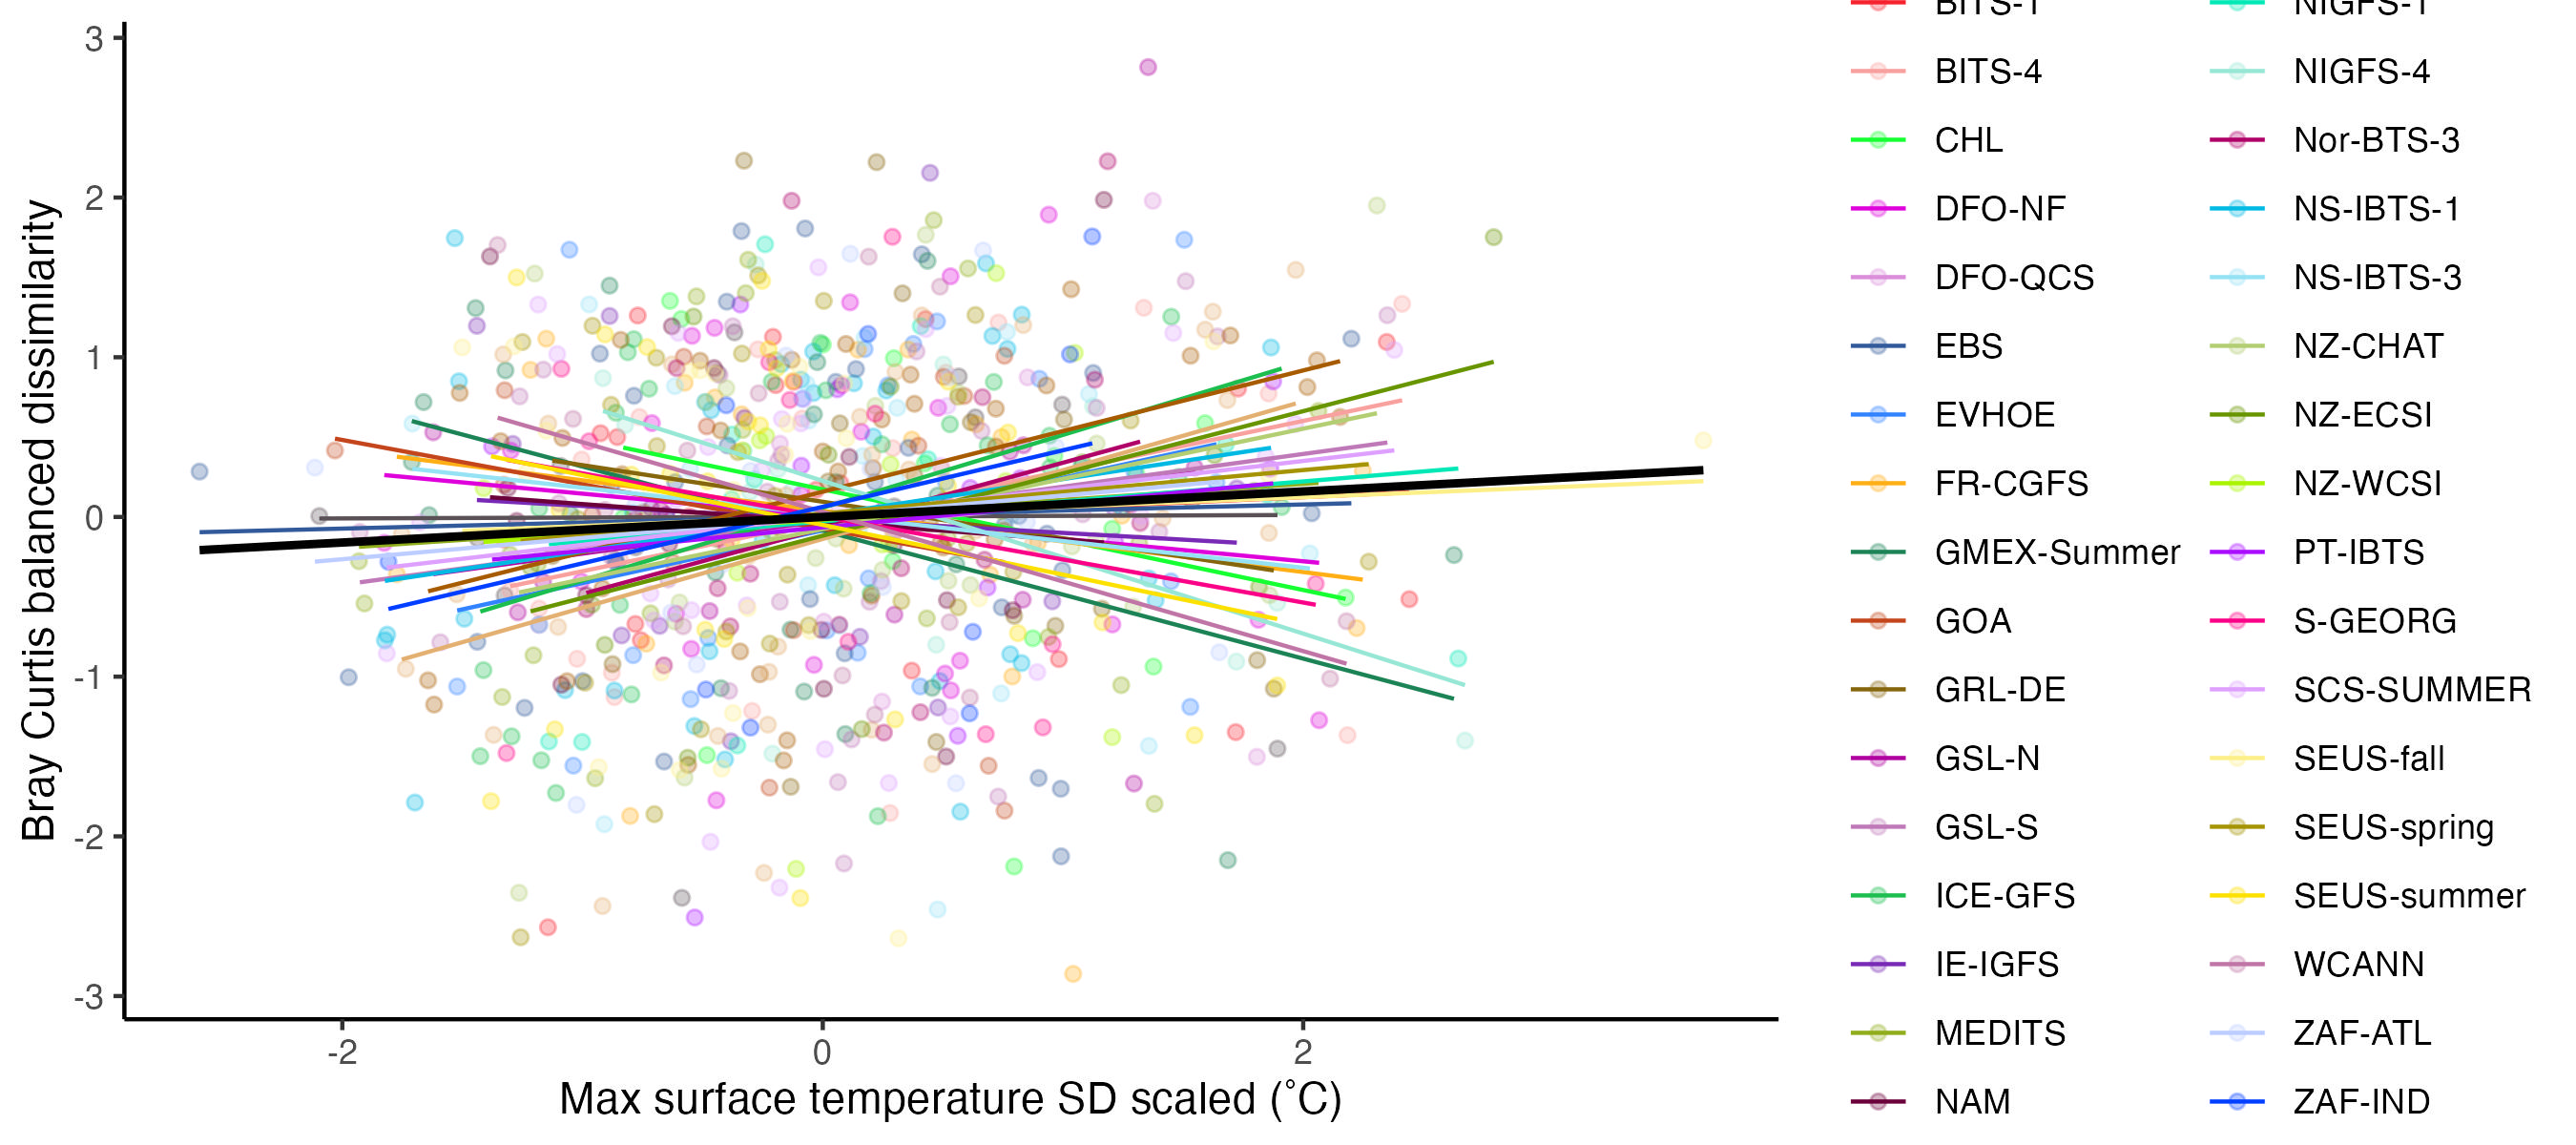 3
2
1
0
-1
-2
-3
Bray Curtis balanced dissimilarity
-2 0 2
Max surface temperature SD scaled (˚C)
BITS-1
BITS-4
CHL
DFO-NF
DFO-QCS
EBS
EVHOE
FR-CGFS
GMEX-Summer
GOA
GRL-DE
GSL-N
GSL-S
ICE-GFS
IE-IGFS
MEDITS
NAM
NIGFS-1
NIGFS-4
Nor-BTS-3
NS-IBTS-1
NS-IBTS-3
NZ-CHAT
NZ-ECSI
NZ-WCSI
PT-IBTS
S-GEORG
SCS-SUMMER
SEUS-fall
SEUS-spring
SEUS-summer
WCANN
ZAF-ATL
ZAF-IND